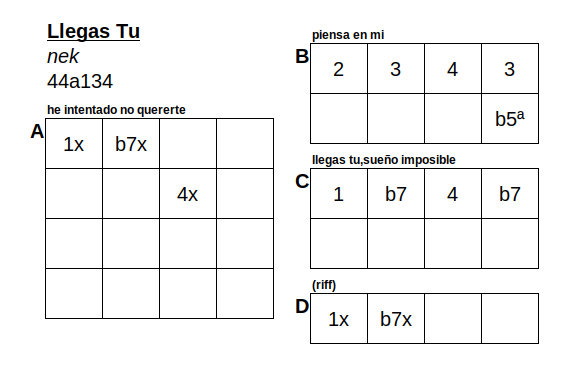 Llegas Tu
nek
44a134
he intentado no quererte
A
1x b7x
4x
piensa en mi
B
2 3 4 3
b5ª
llegas tu,sueño imposible
C
1 b7 4 b7
(riff)
D
1x b7x